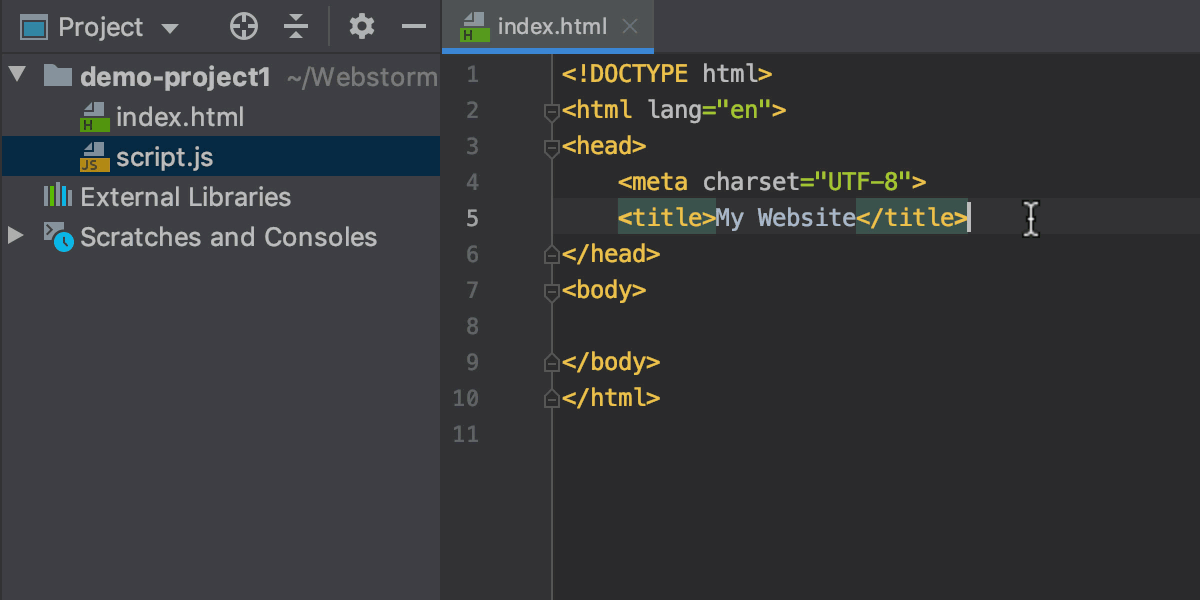 Project
demo-project1 ~/Webstorm
index.html
script.js
External Libraries
Scratches and Consoles
index.html
1 <!DOCTYPE html>
2 <html lang="en">
3 <head>
4 <meta charset="UTF-8">
5 <title>My Website</title>
6 </head>
7 <body>
8
9 </body>
10 </html>
11